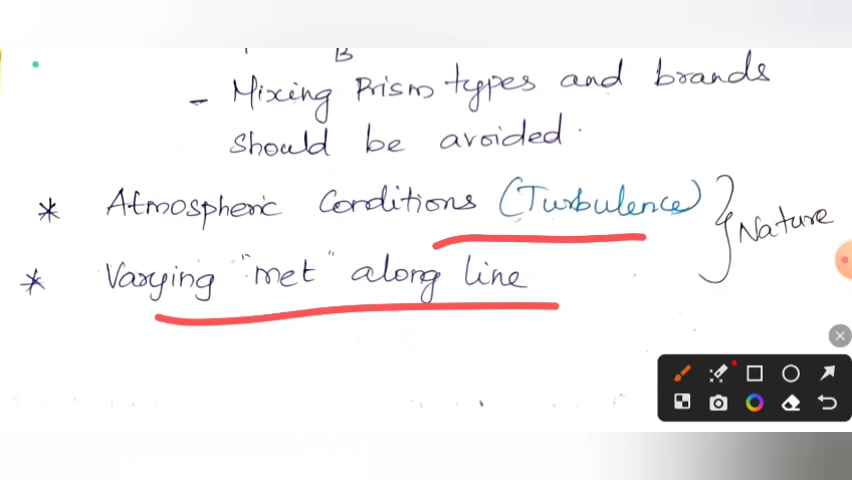 B
- Mixing Prism types and brands
should be avoided.
* Atmospheric Conditions (Turbulence)
Nature
* Varying "met" along line